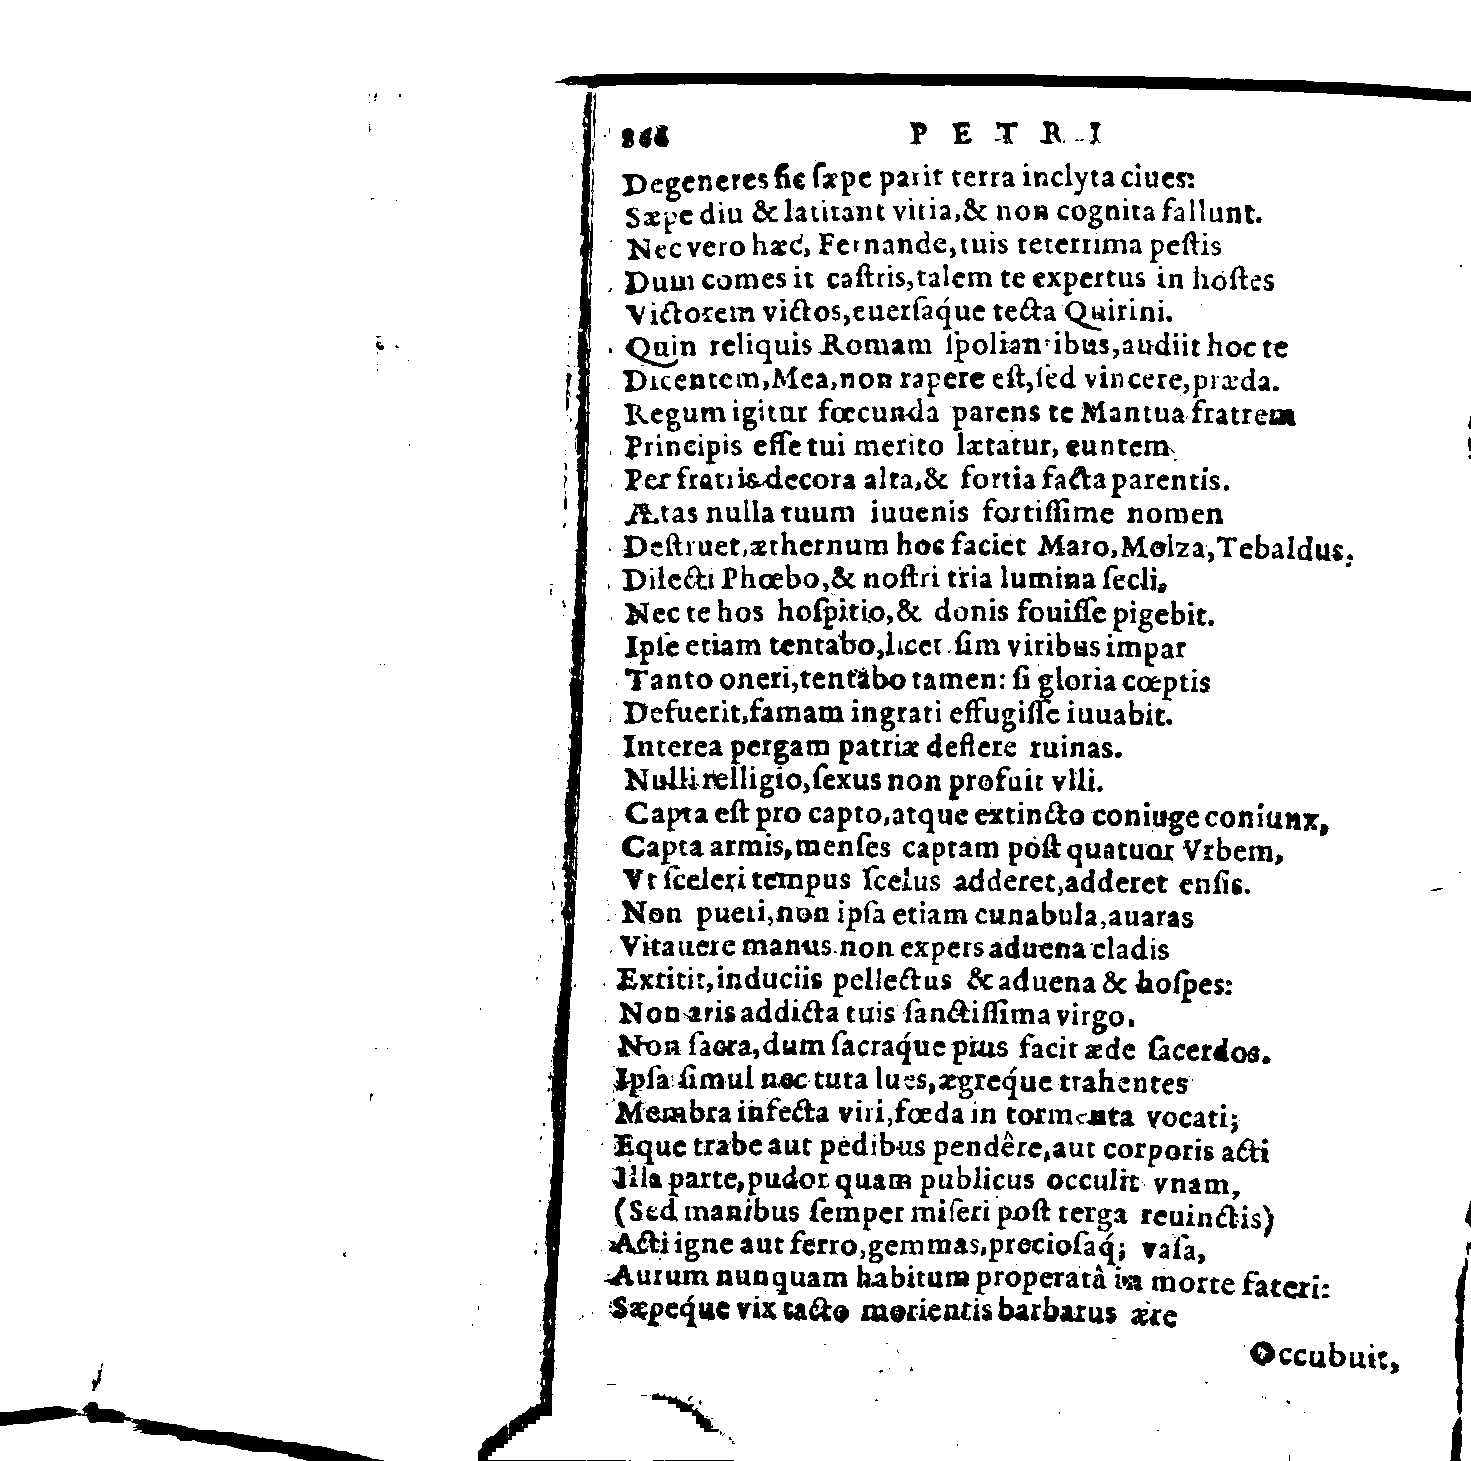 866 PETRI
Degeneres sic sæpe parit terra inclyta ciues:
Sæpe diu & latitant vitia, & non cognita fallunt.
Nec vero hæc, Fernande, tuis teterrima pestis
Dum comes it castris, talem te expertus in hostes
Victorem victos, euersaq́ue tecta Quirini.
Quin reliquis Romam spoliantibus, audiit hoc te
Dicentem, Mea, non rapere est, sed vincere, præda.
Regum igitur fœcunda parens te Mantua fratrem
Principis esse tui merito lætatur, euntem
Per fratris decora alta, & fortia facta parentis.
Ætas nulla tuum iuuenis fortissime nomen
Destruet, æthernum hoc faciet Maro, Molza, Tebaldus,
Dilecti Phœbo, & nostri tria lumina secli,
Nec te hos hospitio, & donis fouisse pigebit.
Ipse etiam tentabo, licet sim viribus impar
Tanto oneri, tentabo tamen: si gloria cœptis
Defuerit, famam ingrati effugisse iuuabit.
Interea pergam patriæ deflere ruinas.
Nulli relligio, sexus non profuit vlli.
Capta est pro capto, atque extincto coniuge coniunx,
Capta armis, menses captam póst quatuor Vrbem,
Vt sceleri tempus scelus adderet, adderet ensis.
Non pueri, non ipsa etiam cunabula, auaras
Vitauere manus non expers aduena cladis
Extitit, induciis pellectus & aduena & hospes:
Non aris addicta tuis sanctissima virgo,
Non sacra, dum sacraq́ue pius facit æde sacerdos.
Ipsa simul nec tuta lues, ægreq́ue trahentes
Membra infecta viri, fœda in tormenta vocati;
Eque trabe aut pedibus pendêre, aut corporis acti
Illa parte, pudor quam publicus occulit vnam,
(Sed manibus semper miseri post terga reuinctis)
Acti igne aut ferro, gemmas, preciosaq́; vasa,
Aurum nunquam habitum properatâ in morte fateri:
Sæpeq́ue vix tacto morientis barbarus ære
Occubuit,